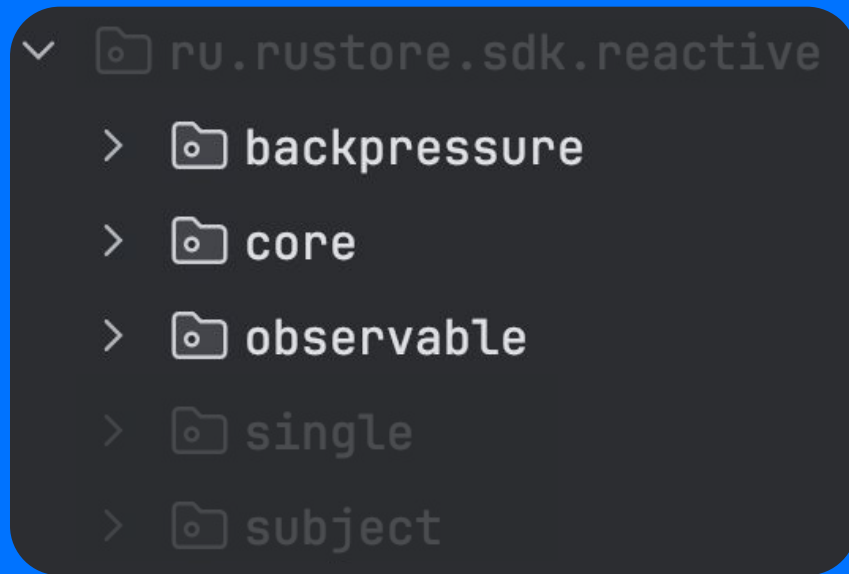 ru.rustore.sdk.reactive
backpressure
core
observable
single
subject